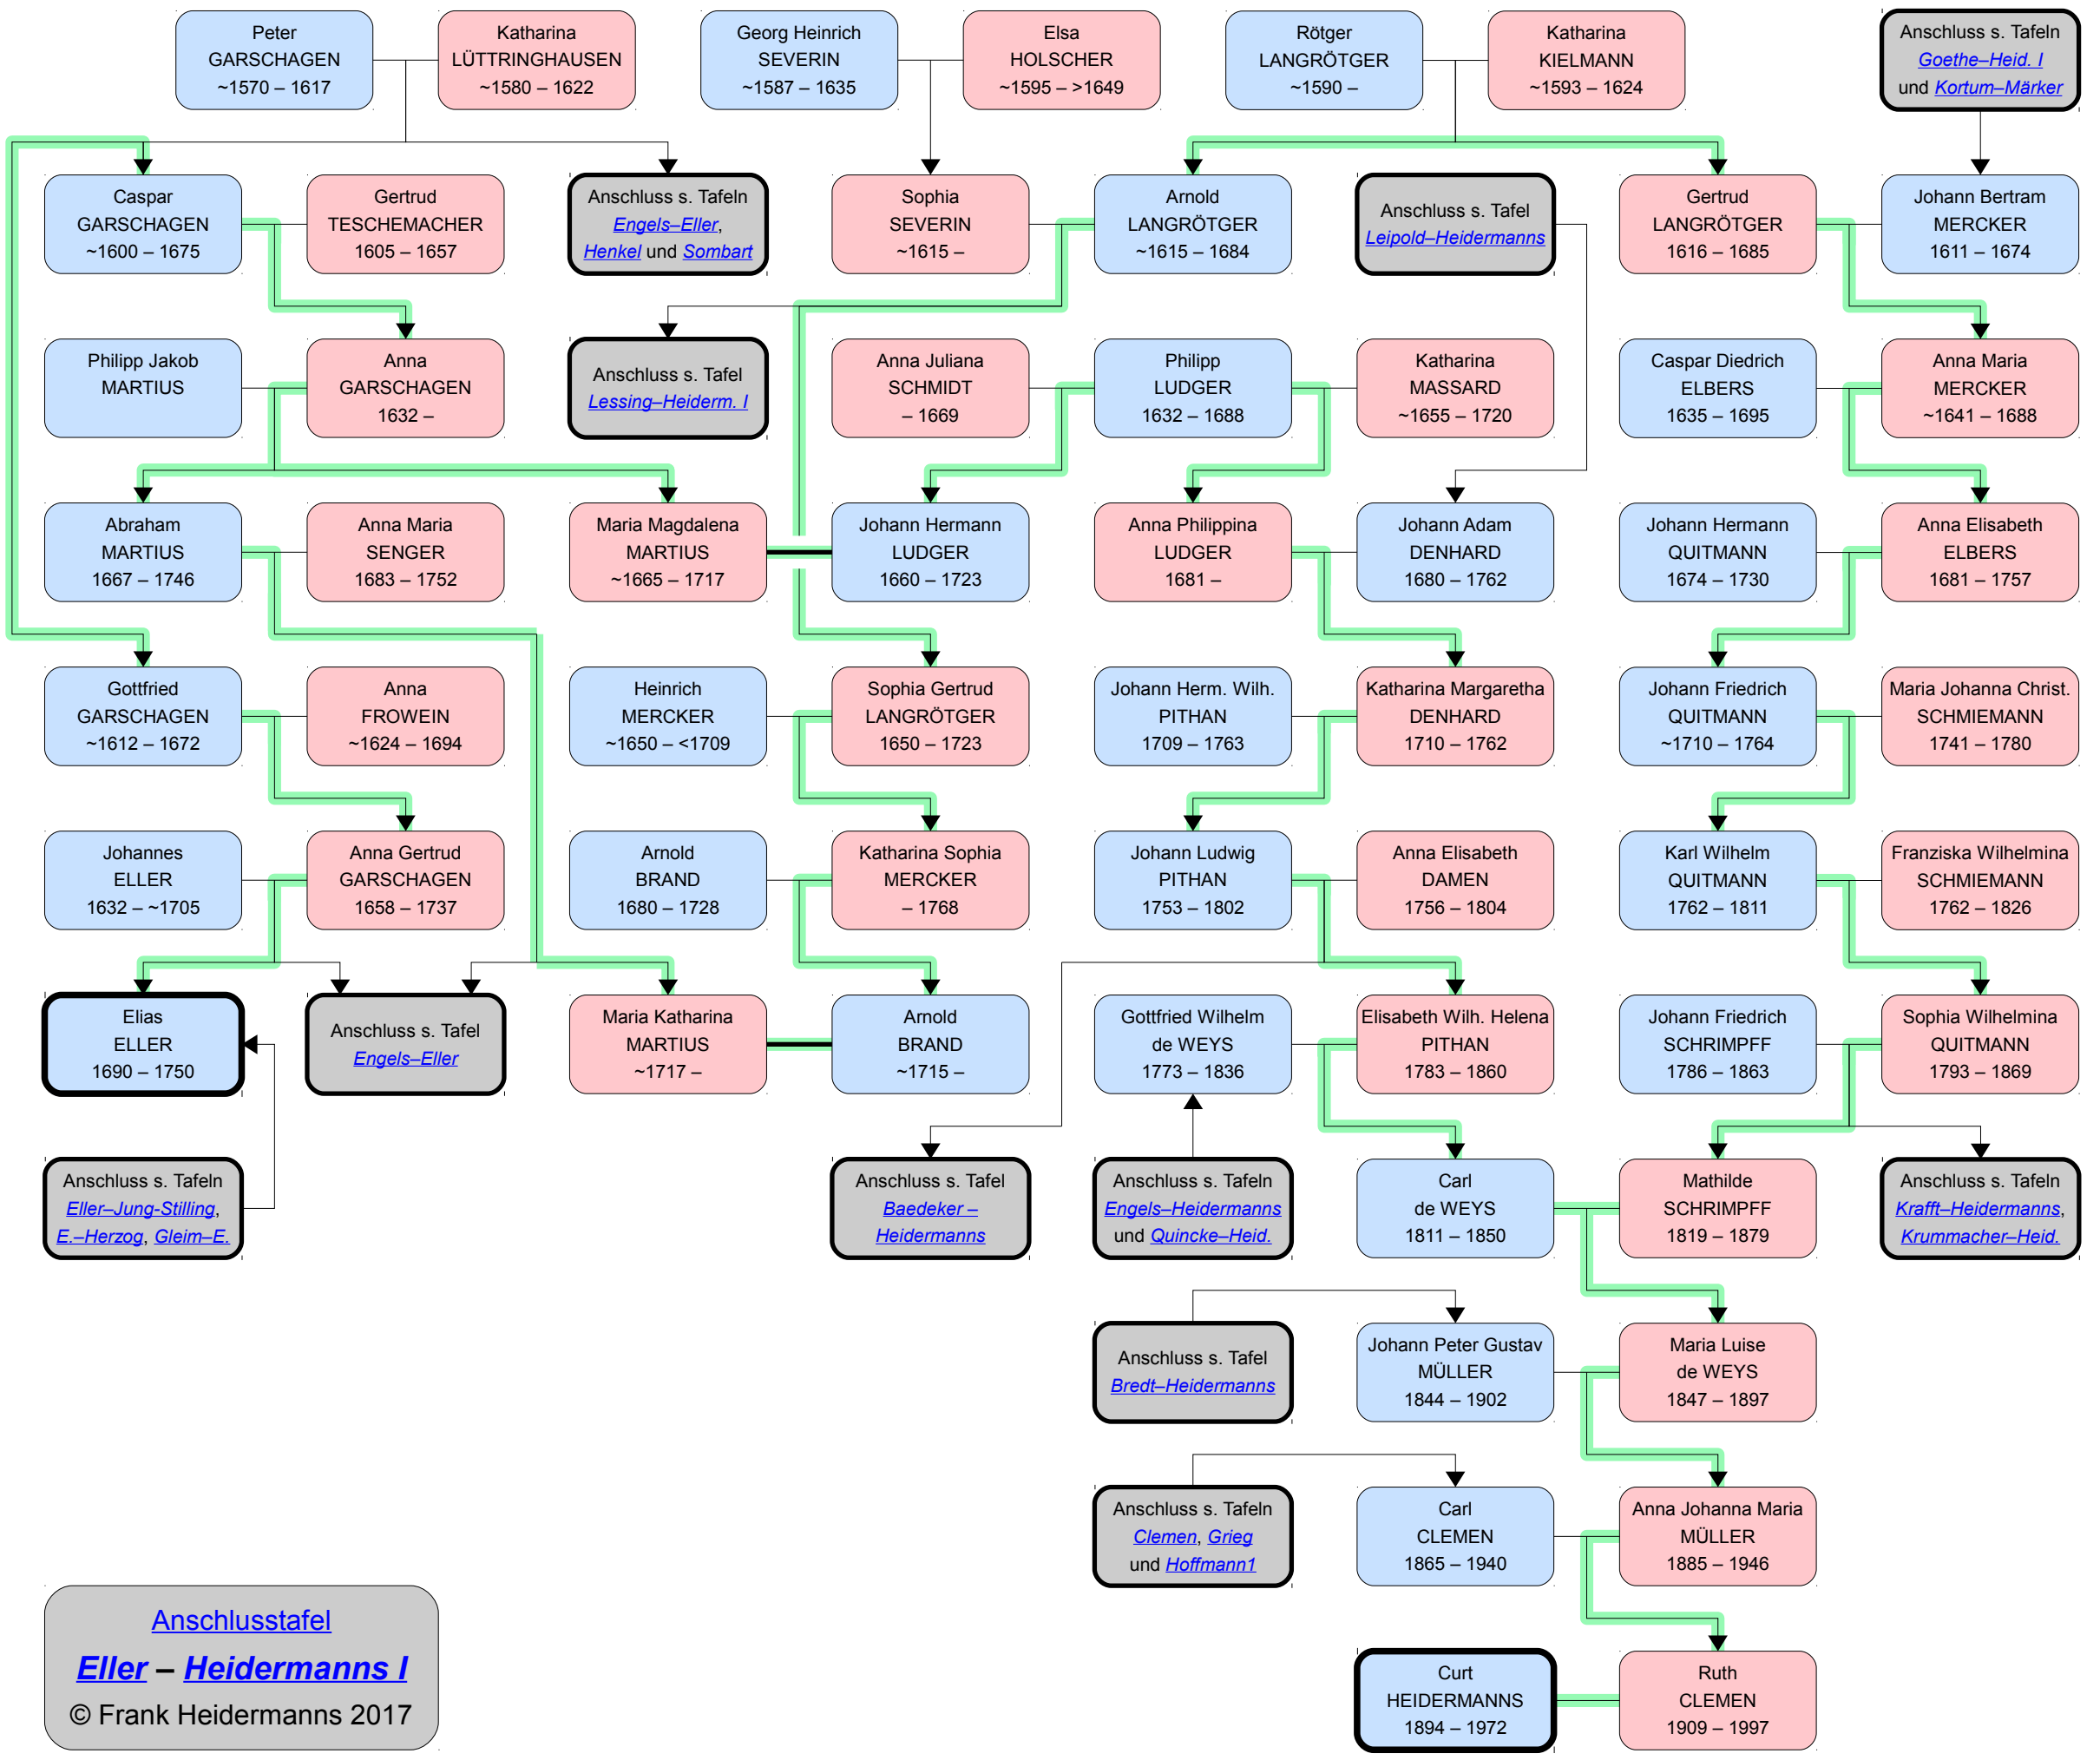 Peter
GARSCHAGEN
~1570 – 1617
Katharina
LÜTTRINGHAUSEN
~1580 – 1622
Georg Heinrich
SEVERIN
~1587 – 1635
Elsa
HOLSCHER
~1595 – >1649
Rötger
LANGRÖTGER
~1590 –
Katharina
KIELMANN
~1593 – 1624
Anschluss s. Tafeln
Goethe–Heid. I
und Kortum–Märker
Caspar
GARSCHAGEN
~1600 – 1675
Gertrud
TESCHEMACHER
1605 – 1657
Anschluss s. Tafeln
Engels–Eller,
Henkel und Sombart
Sophia
SEVERIN
~1615 –
Arnold
LANGRÖTGER
~1615 – 1684
Anschluss s. Tafel
Leipold–Heidermanns
Gertrud
LANGRÖTGER
1616 – 1685
Johann Bertram
MERCKER
1611 – 1674
Philipp Jakob
MARTIUS
Anna
GARSCHAGEN
1632 –
Anschluss s. Tafel
Lessing–Heiderm. I
Anna Juliana
SCHMIDT
– 1669
Philipp
LUDGER
1632 – 1688
Katharina
MASSARD
~1655 – 1720
Caspar Diedrich
ELBERS
1635 – 1695
Anna Maria
MERCKER
~1641 – 1688
Abraham
MARTIUS
1667 – 1746
Anna Maria
SENGER
1683 – 1752
Maria Magdalena
MARTIUS
~1665 – 1717
Johann Hermann
LUDGER
1660 – 1723
Anna Philippina
LUDGER
1681 –
Johann Adam
DENHARD
1680 – 1762
Johann Hermann
QUITMANN
1674 – 1730
Anna Elisabeth
ELBERS
1681 – 1757
Gottfried
GARSCHAGEN
~1612 – 1672
Anna
FROWEIN
~1624 – 1694
Heinrich
MERCKER
~1650 – <1709
Sophia Gertrud
LANGRÖTGER
1650 – 1723
Johann Herm. Wilh.
PITHAN
1709 – 1763
Katharina Margaretha
DENHARD
1710 – 1762
Johann Friedrich
QUITMANN
~1710 – 1764
Maria Johanna Christ.
SCHMIEMANN
1741 – 1780
Johannes
ELLER
1632 – ~1705
Anna Gertrud
GARSCHAGEN
1658 – 1737
Arnold
BRAND
1680 – 1728
Katharina Sophia
MERCKER
– 1768
Johann Ludwig
PITHAN
1753 – 1802
Anna Elisabeth
DAMEN
1756 – 1804
Karl Wilhelm
QUITMANN
1762 – 1811
Franziska Wilhelmina
SCHMIEMANN
1762 – 1826
Elias
ELLER
1690 – 1750
Anschluss s. Tafel
Engels–Eller
Maria Katharina
MARTIUS
~1717 –
Arnold
BRAND
~1715 –
Gottfried Wilhelm
de WEYS
1773 – 1836
Elisabeth Wilh. Helena
PITHAN
1783 – 1860
Johann Friedrich
SCHRIMPFF
1786 – 1863
Sophia Wilhelmina
QUITMANN
1793 – 1869
Anschluss s. Tafeln
Eller–Jung-Stilling,
E.–Herzog, Gleim–E.
Anschluss s. Tafel
Baedeker –
Heidermanns
Anschluss s. Tafeln
Engels–Heidermanns
und Quincke–Heid.
Carl
de WEYS
1811 – 1850
Mathilde
SCHRIMPFF
1819 – 1879
Anschluss s. Tafeln
Krafft–Heidermanns,
Krummacher–Heid.
Anschluss s. Tafel
Bredt–Heidermanns
Johann Peter Gustav
MÜLLER
1844 – 1902
Maria Luise
de WEYS
1847 – 1897
Anschluss s. Tafeln
Clemen, Grieg
und Hoffmann1
Carl
CLEMEN
1865 – 1940
Anna Johanna Maria
MÜLLER
1885 – 1946
Anschlusstafel
Eller – Heidermanns I
© Frank Heidermanns 2017
Curt
HEIDERMANNS
1894 – 1972
Ruth
CLEMEN
1909 – 1997